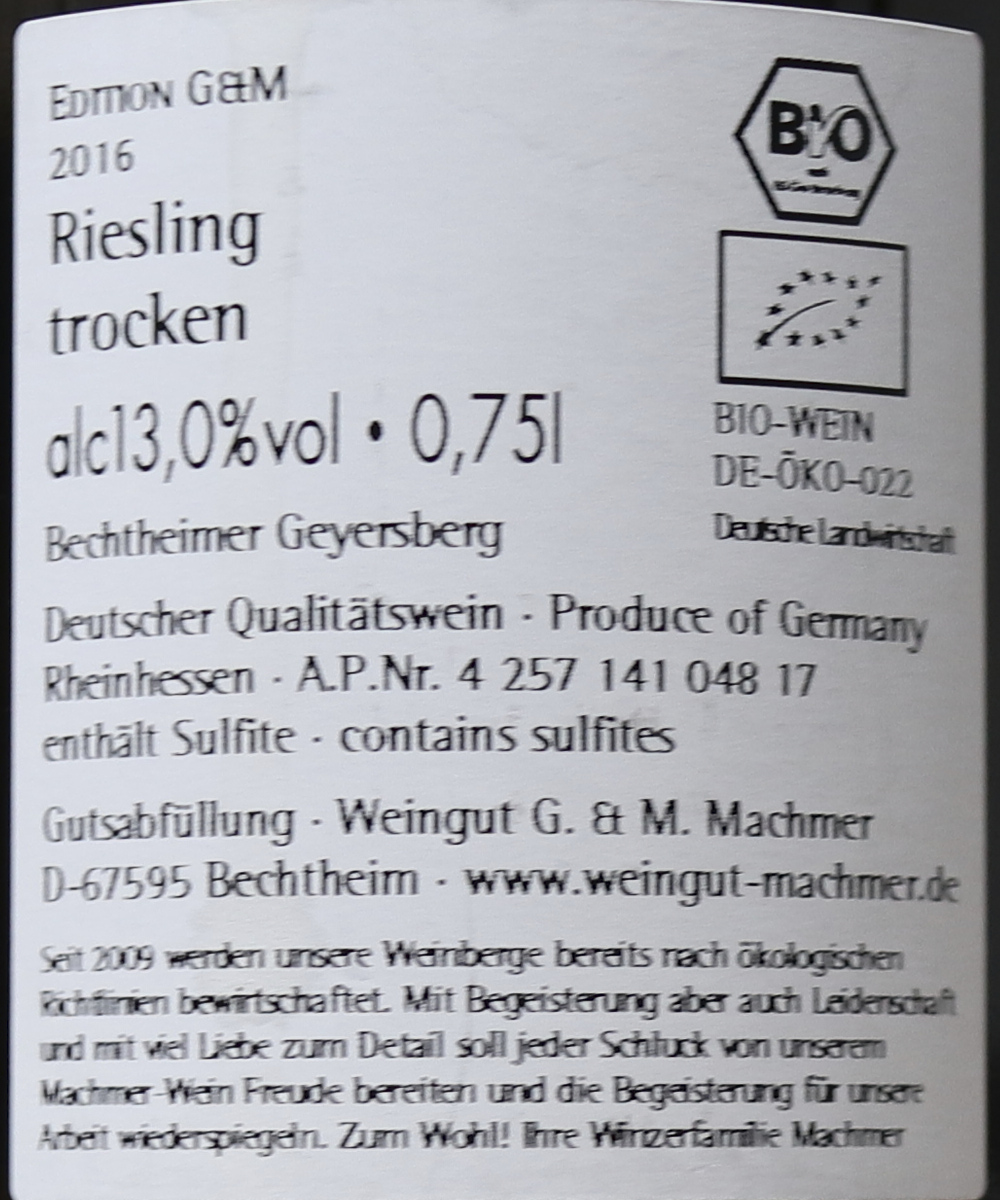 EDITION G&M
2016
Riesling
trocken
alc13,0%vol • 0,75l
Bechtheimer Geyersberg
Deutscher Qualitätswein · Produce of Germany
Rheinhessen · A.P.Nr. 4 257 141 048 17
enthält Sulfite · contains sulfites
Gutsabfüllung · Weingut G. & M. Machmer
D-67595 Bechtheim · www.weingut-machmer.de
Seit 2009 werden unsere Weinberge bereits nach ökologischen
Richtlinien bewirtschaftet. Mit Begeisterung aber auch Leidenschaft
und mit viel Liebe zum Detail soll jeder Schluck von unserem
Machmer-Wein Freude bereiten und die Begeisterung für unsere
Arbeit wiederspiegeln. Zum Wohl! Ihre Winzerfamilie Machmer
BIO
BIO-WEIN
DE-ÖKO-022
Deutsche Landwirtschaft